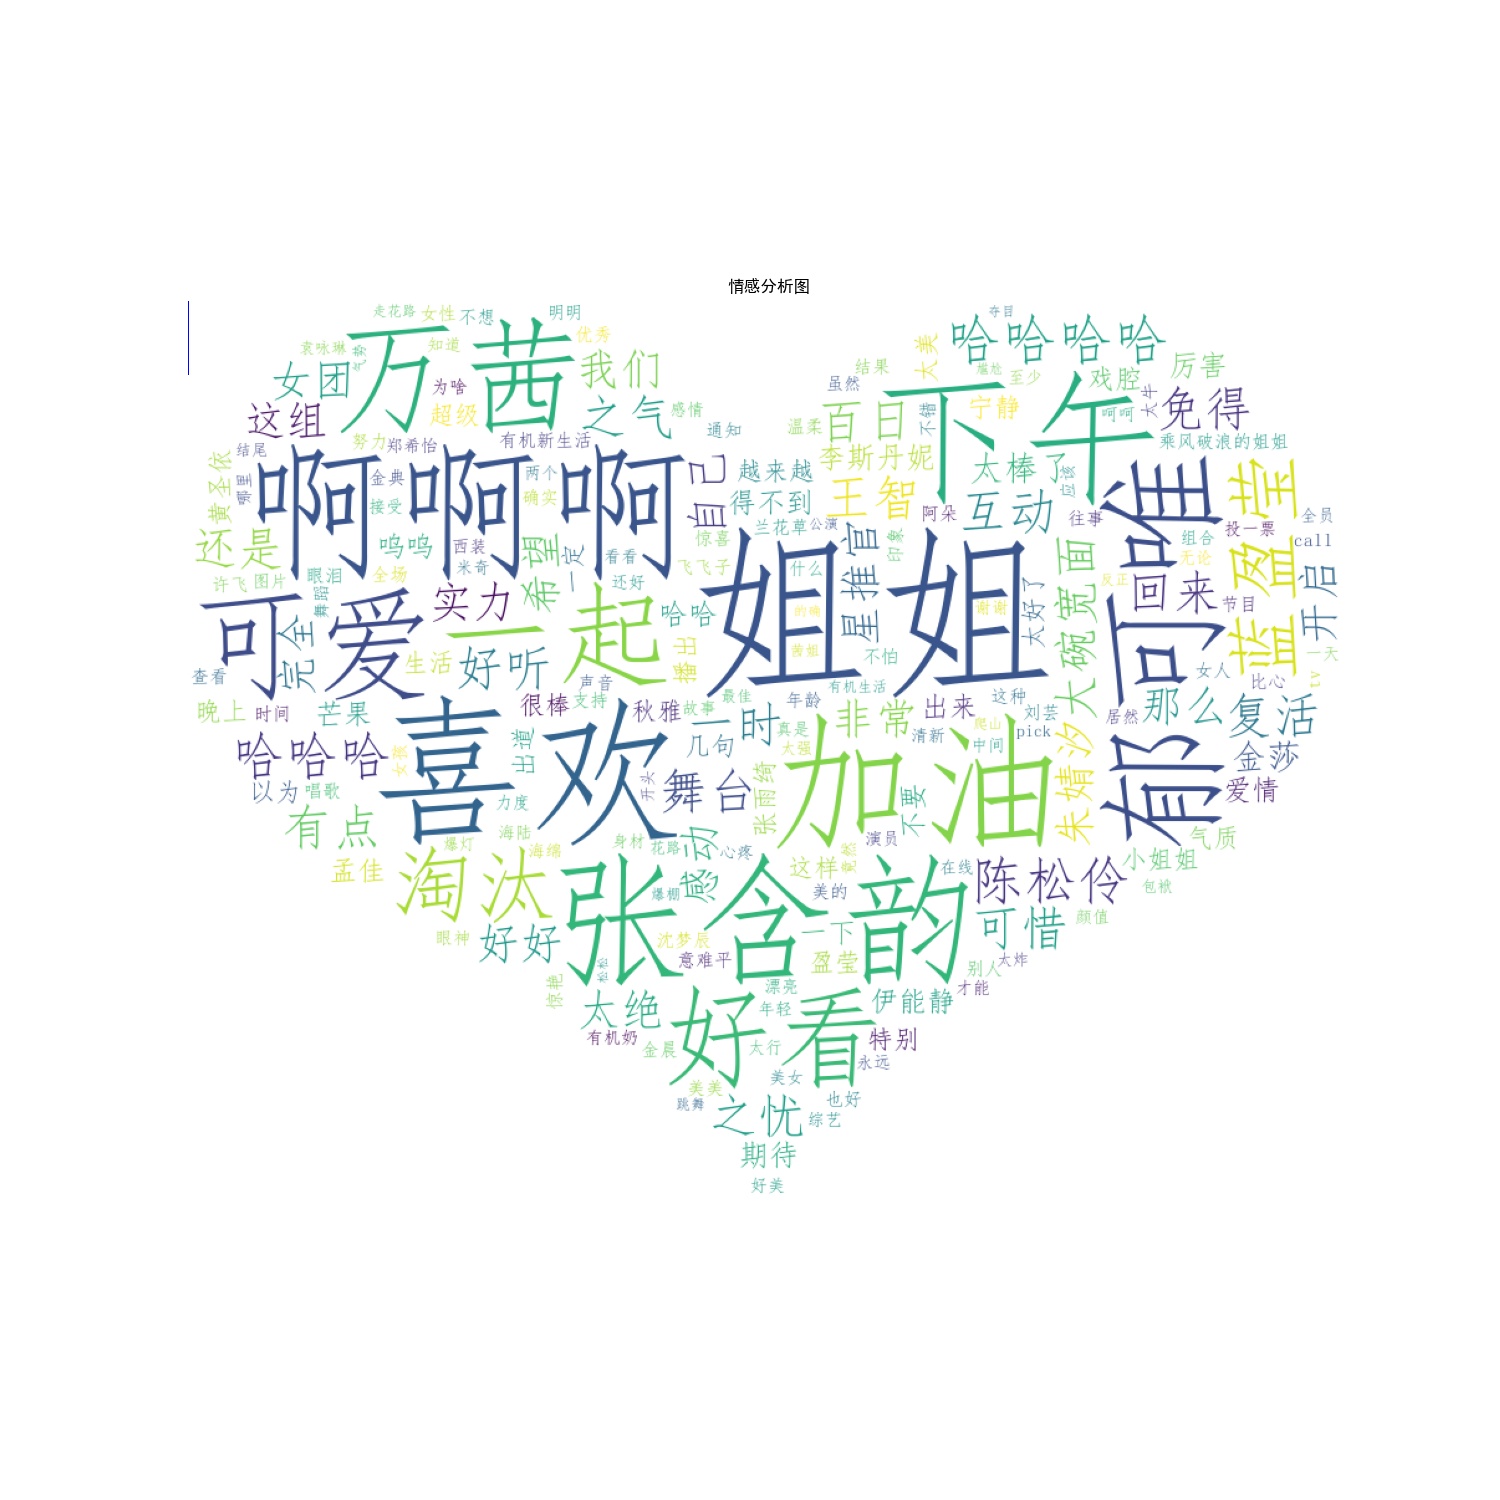 情感分析图
走花路
女性
不想
明明
夺目
袁咏琳
知道
优秀
万茜
太美
哈哈哈哈
气势
女团
我们
结果
尴尬
至少
戏腔
厉害
为啥
虽然
下午
这组
超级
之气
感情
百日
不错
宁静
呵呵
太牛
免得
努力
郑希怡
有机新生活
通知
温柔
乘风破浪的姐姐
结尾
黄圣依
哪里
啊啊啊
金典
两个
自己
越来越
李斯丹妮
太棒了
应该
郁可唯
蓝盈莹
接受
确实
得不到
王智
互动
往事
投一票
全员
还是
呜呜
西装
希望
一定
惊喜
兰花草
公演
阿朵
印象
组合
call
许飞
图片
眼泪
全场
米奇
看看
飞飞子
什么
星推官
大碗宽面
反正
无论
开启
可爱
舞蹈
实力
还好
姐姐
太好了
回来
节目
完全
一起
哈哈
的嘛
谢谢
查看
生活
好听
播出
茜姐
不怕
女人
一天
声音
有机生活
比心
tv
晚上
时间
芒果
很棒
支持
秋雅
故事
最佳
年龄
出来
这种
刘芸
居然
那么
复活
喜欢
一时
真是
非常
爬山
pick
哈哈哈
女孩
出道
几句
太强
清新
中间
朱婧汐
金莎
以为
唱歌
力度
开头
舞台
张雨绮
加油
不要
爱情
有点
海陆
身材
花路
感动
心疼
演员
竟然
气质
爆灯
海绵
小姐姐
孟佳
淘汰
爆棚
这样
美的
在线
陈松伶
包袱
张含韵
颜值
眼神
好好
沈梦辰
意难平
一下
盈莹
可惜
别人
太炸
惊艳
松松
漂亮
才能
太绝
好看
年轻
伊能静
有机奶
金晨
太行
特别
美美
美女
永远
跳舞
之忧
也好
综艺
期待
好美